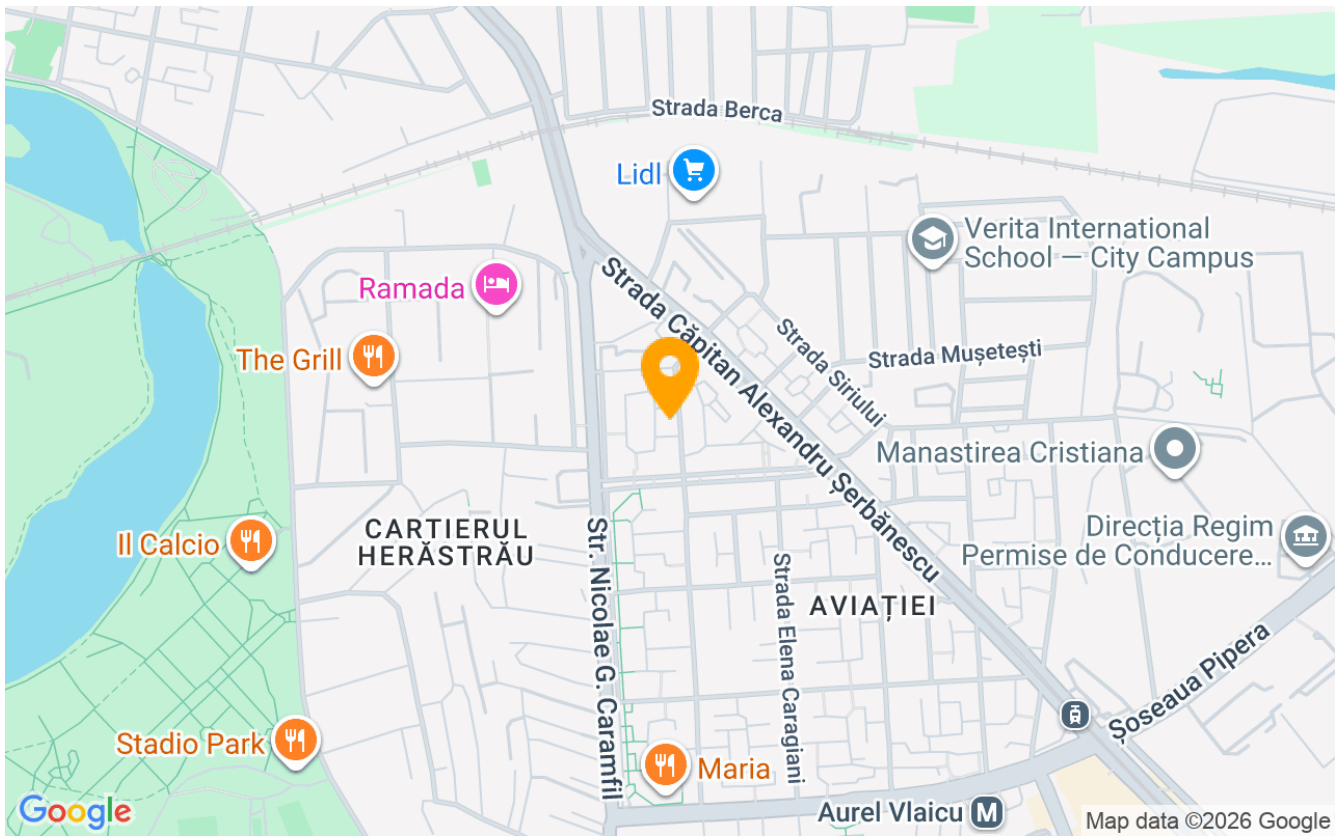 Strada Berca
Lidl
Verita International
School — City Campus
Ramada
Strada Căpitan Alexandru Șerbănescu
Strada Siriului
The Grill
Strada Mușetești
Manastirea Cristiana
Il Calcio
CARTIERUL
HERĂSTRĂU
Str. Nicolae G. Caramfil
Direcția Regim
Permise de Conducere...
Strada Elena Caragiani
AVIAȚIEI
Șoseaua Pipera
Stadio Park
Maria
Google
Aurel Vlaicu M
Map data ©2026 Google